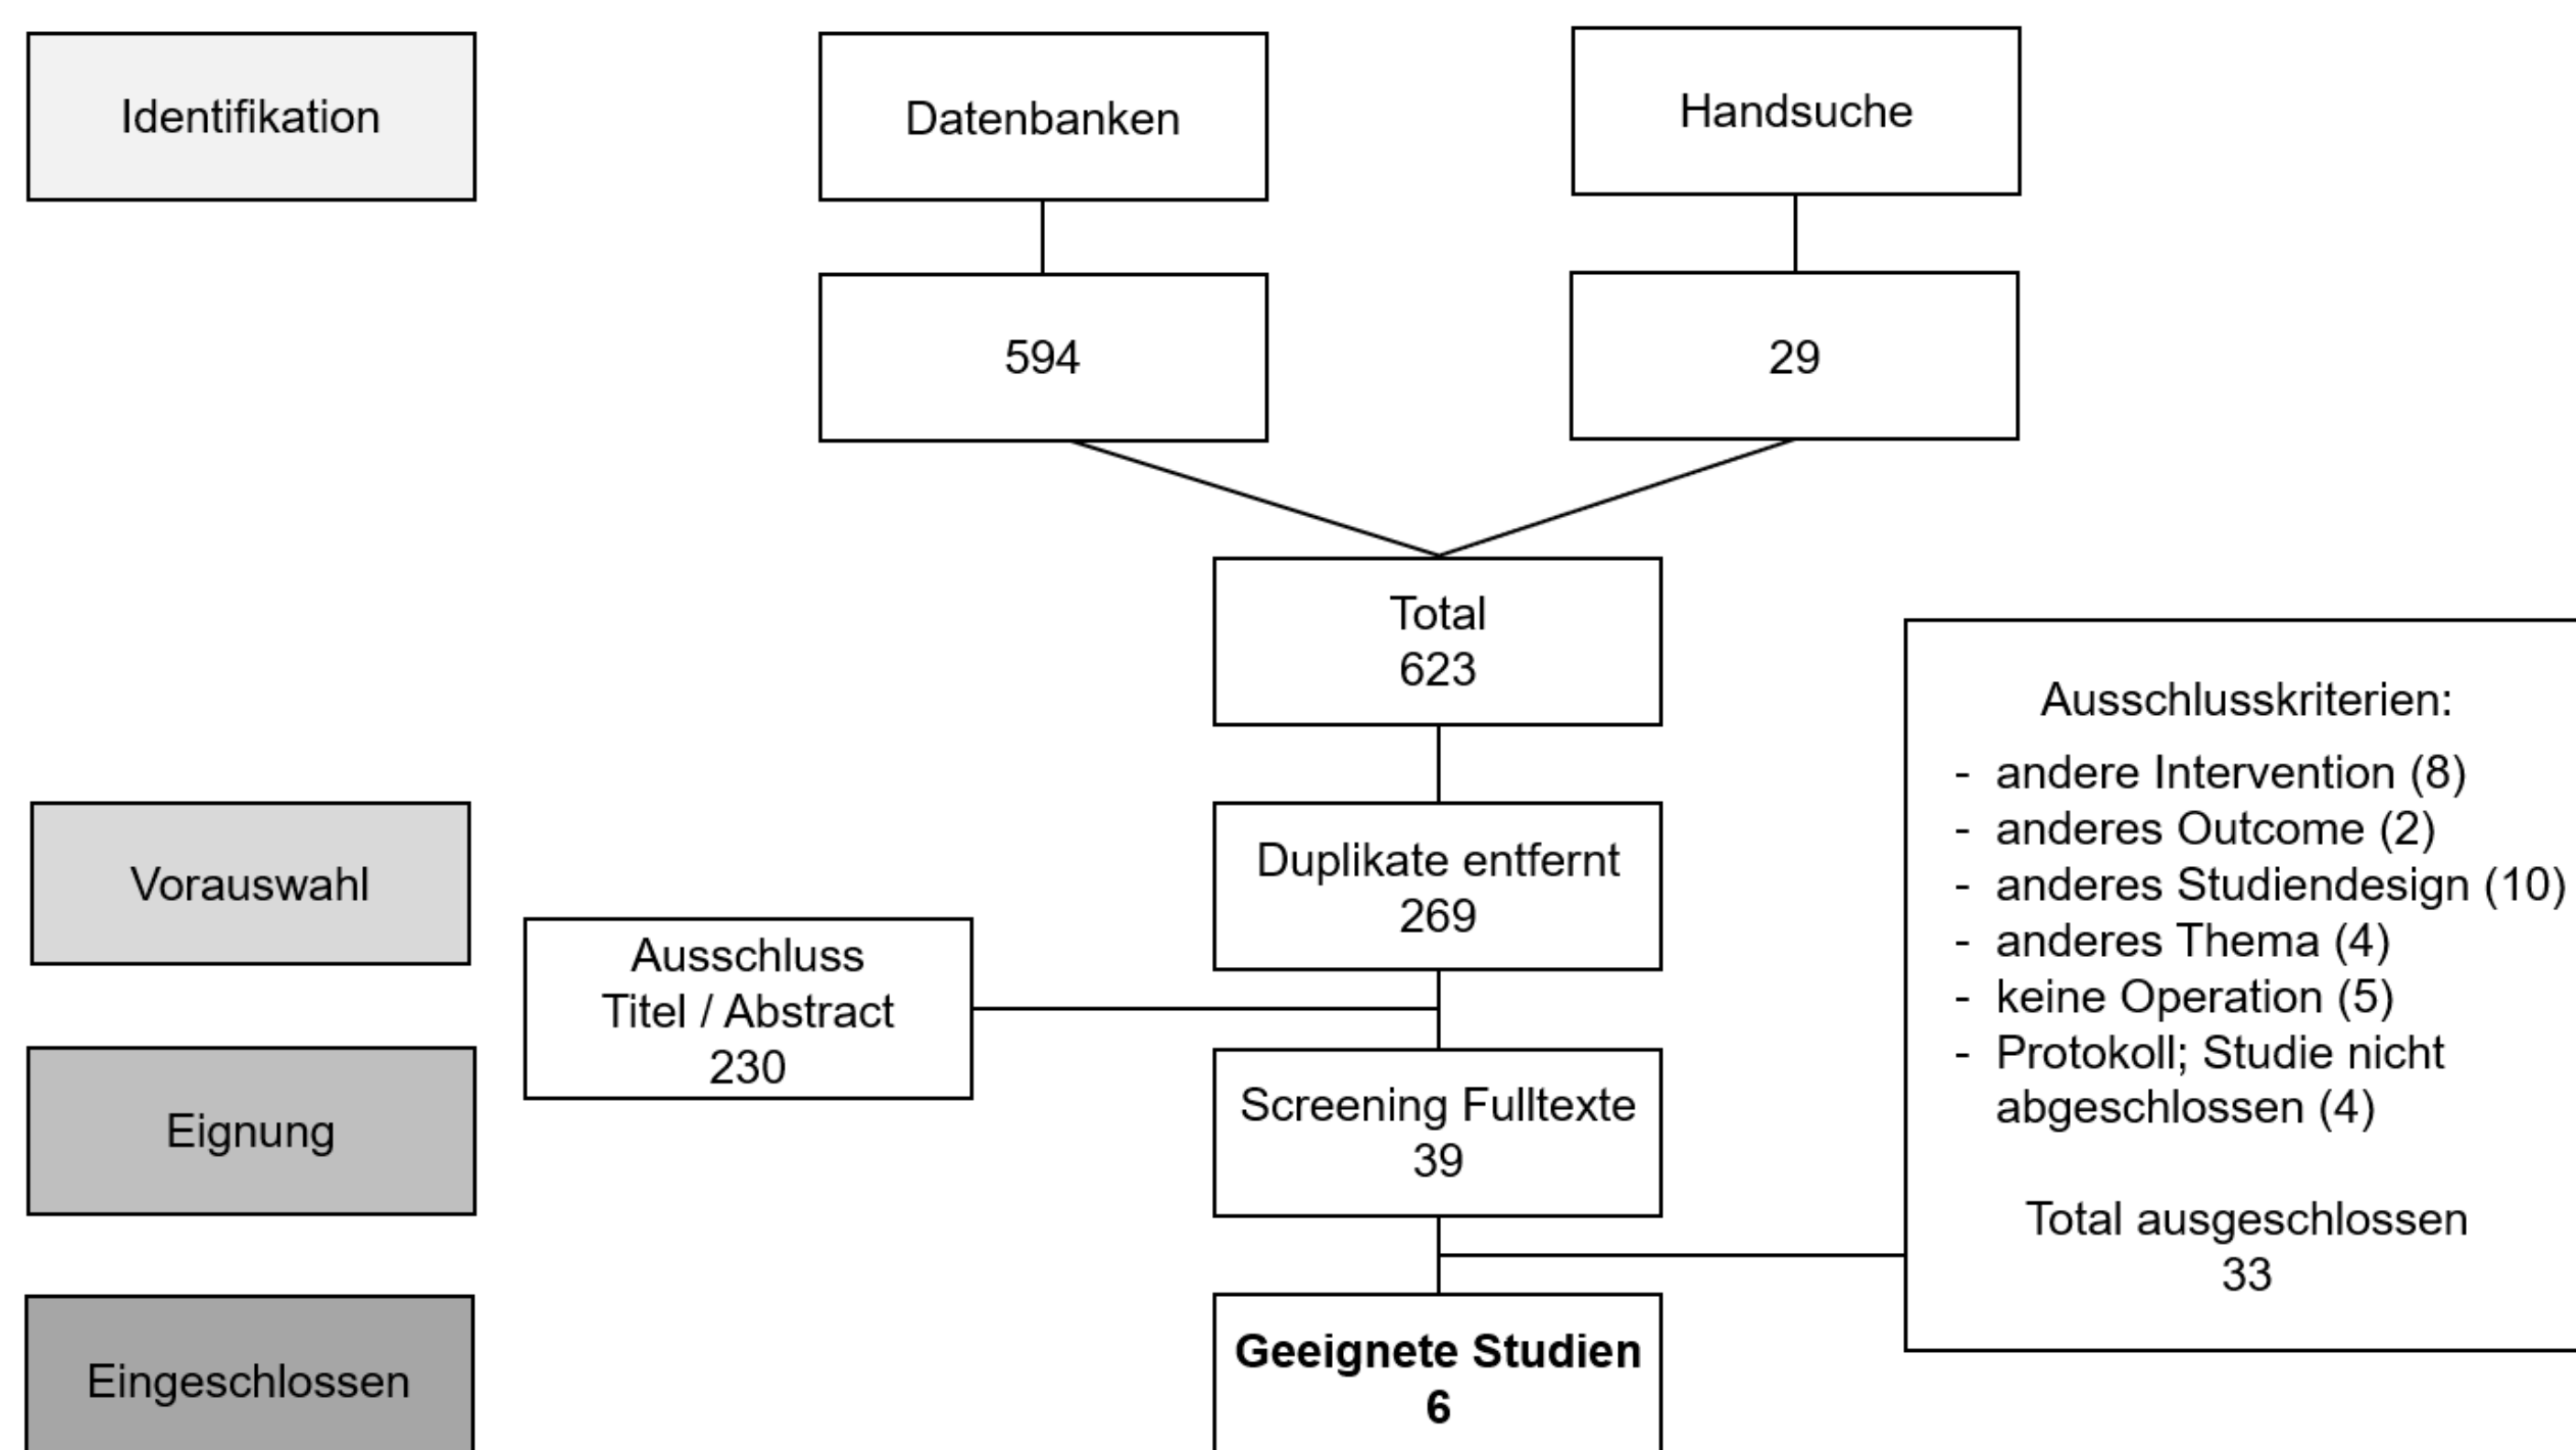 Identifikation
Datenbanken
Handsuche
594
29
Total
623
Vorauswahl
Duplikate entfernt
269
Ausschluss
Titel / Abstract
230
Eignung
Screening Fulltexte
39
Ausschlusskriterien:
- andere Intervention (8)
- anderes Outcome (2)
- anderes Studiendesign (10)
- anderes Thema (4)
- keine Operation (5)
- Protokoll; Studie nicht
abgeschlossen (4)
Total ausgeschlossen
33
Eingeschlossen
Geeignete Studien
6